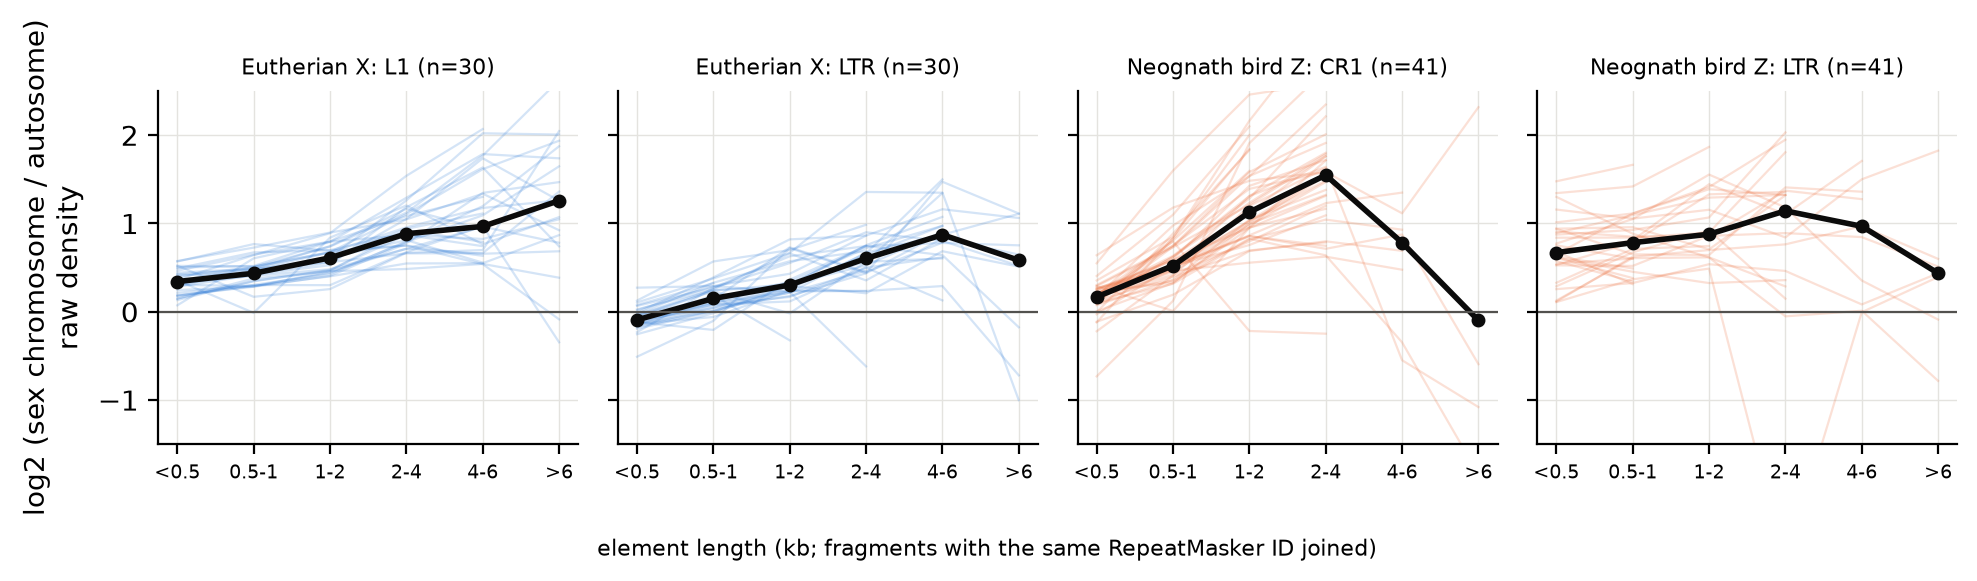 log2 (sex chromosome / autosome)
raw density
Eutherian X: L1 (n=30)
2
1
0
−1
<0.5 0.5-1 1-2 2-4 4-6 >6
Eutherian X: LTR (n=30)
<0.5 0.5-1 1-2 2-4 4-6 >6
Neognath bird Z: CR1 (n=41)
<0.5 0.5-1 1-2 2-4 4-6 >6
Neognath bird Z: LTR (n=41)
<0.5 0.5-1 1-2 2-4 4-6 >6
element length (kb; fragments with the same RepeatMasker ID joined)